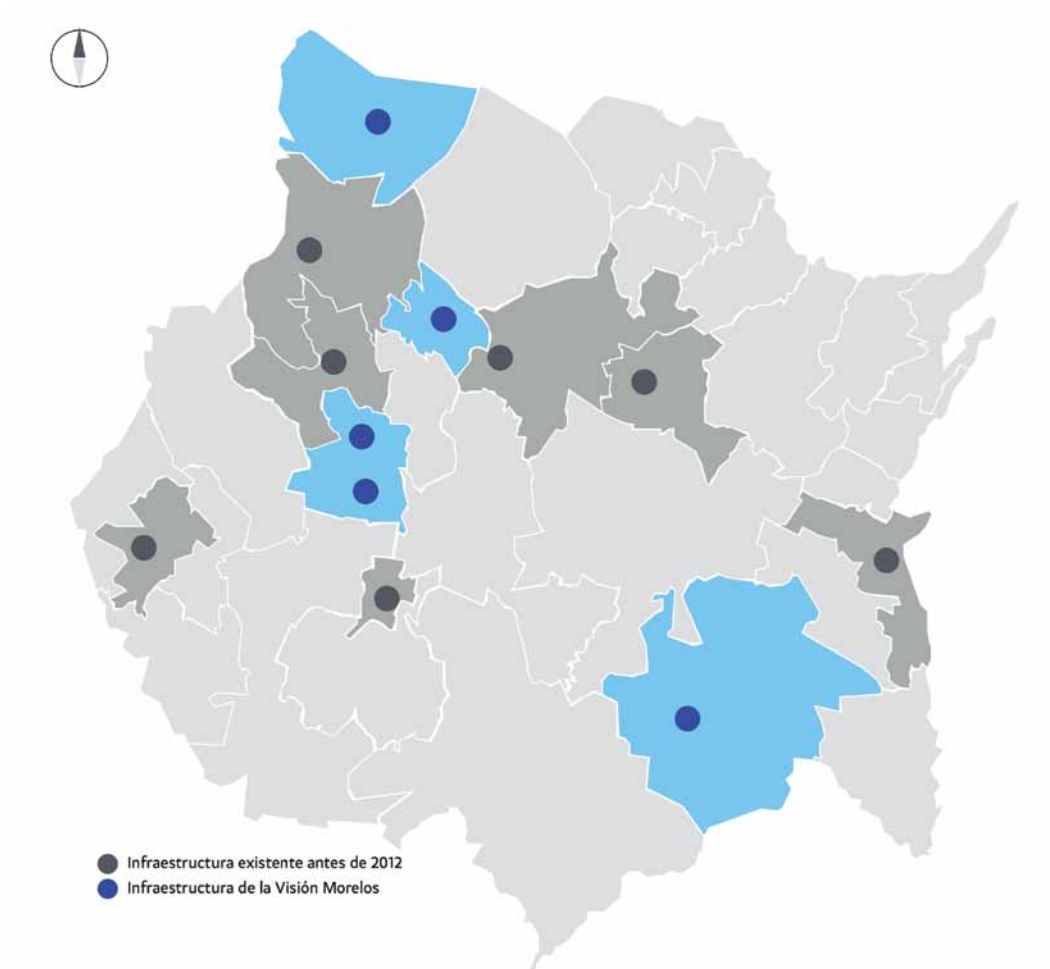 Infraestructura existente antes de 2012
Infraestructura de la Visión Morelos